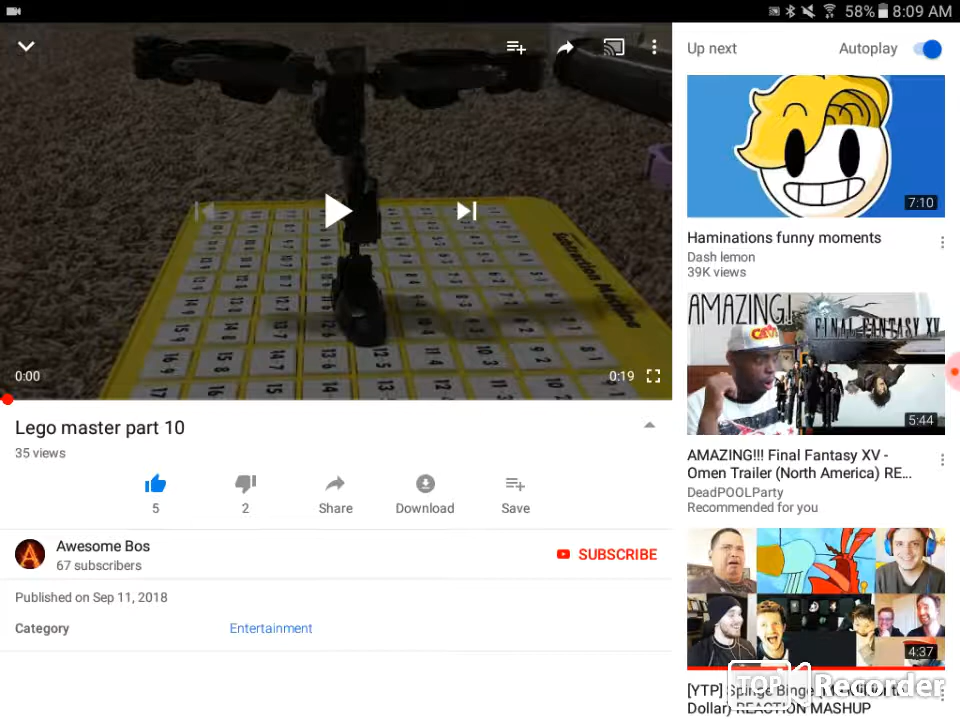 58% 8:09 AM
Up next Autoplay
Subtraction Machine
0:00
0:19
7:10
Haminations funny moments
Dash lemon
39K views
AMAZING!
FINAL FANTASY XV
5:44
AMAZING!!! Final Fantasy XV -
Omen Trailer (North America) RE...
DeadPOOLParty
Recommended for you
4:37
Dollar) REACTION MASHUP
TOP Recorder
Lego master part 10
35 views
5 2 Share Download Save
Awesome Bos
67 subscribers
SUBSCRIBE
Published on Sep 11, 2018
Category Entertainment